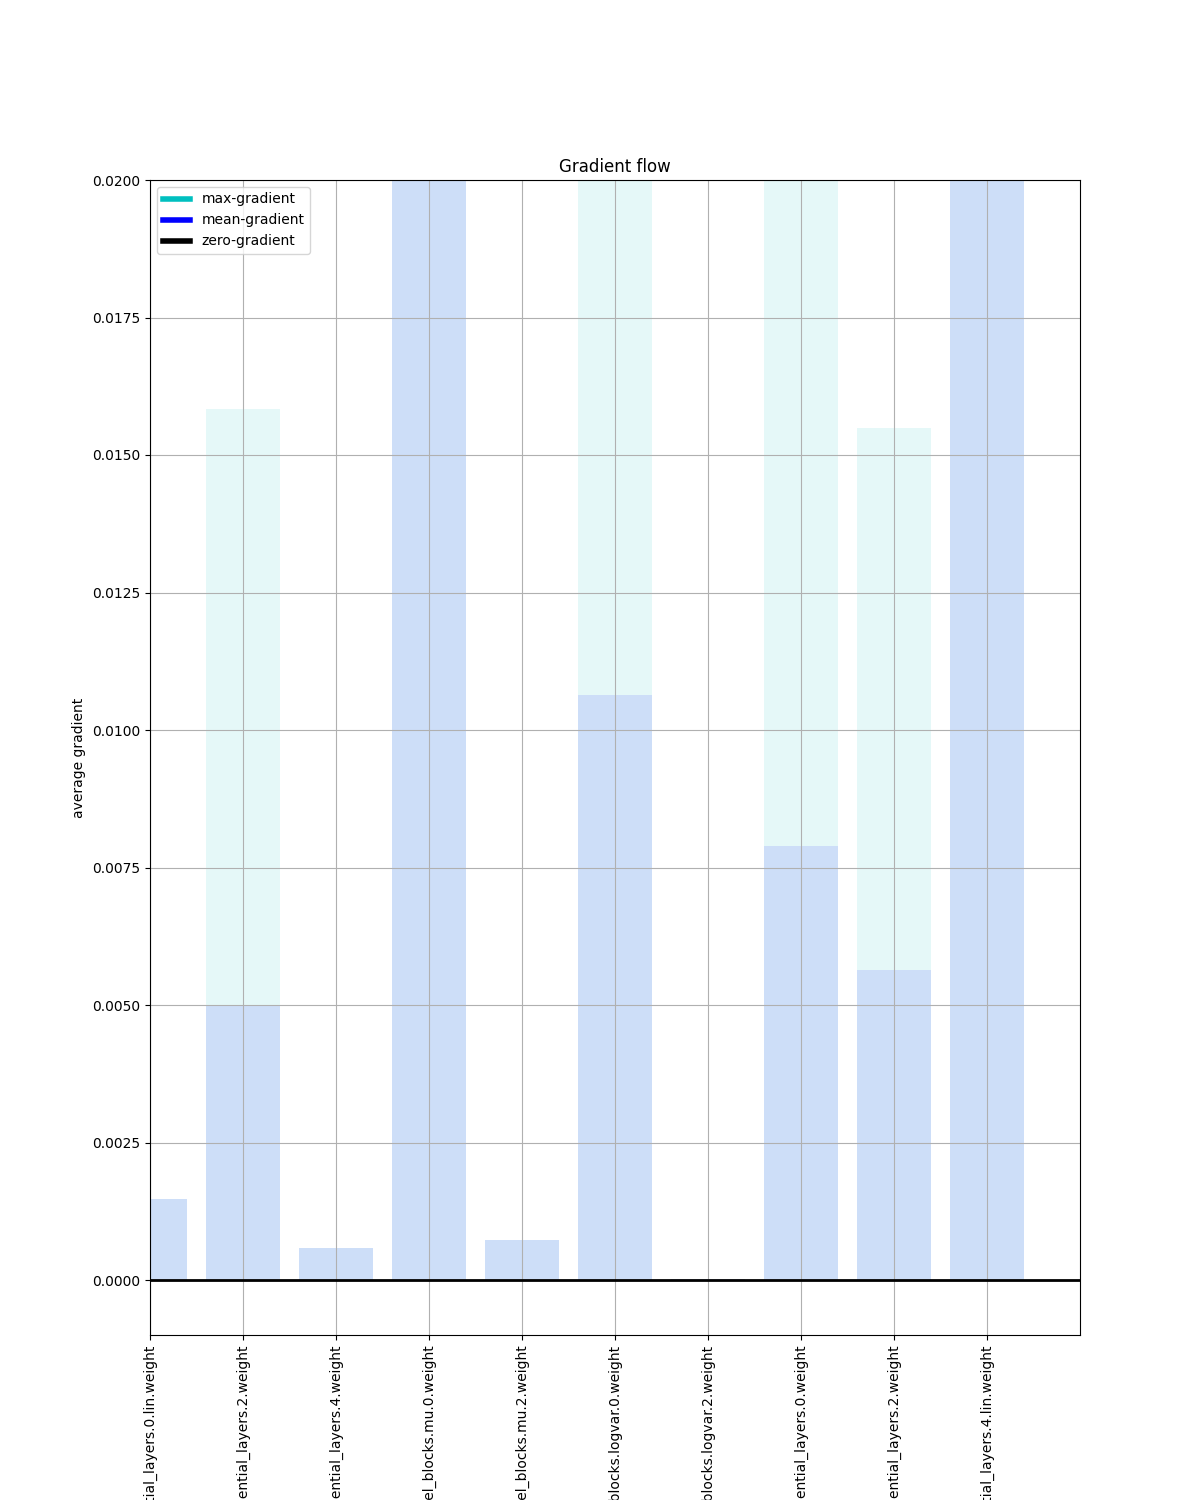 Gradient flow
max-gradient
mean-gradient
zero-gradient
average gradient
0.0200
0.0175
0.0150
0.0125
0.0100
0.0075
0.0050
0.0025
0.0000
tial_layers.0.lin.weight
ential_layers.2.weight
ential_layers.4.weight
el_blocks.mu.0.weight
el_blocks.mu.2.weight
blocks.logvar.0.weight
blocks.logvar.2.weight
ential_layers.0.weight
ential_layers.2.weight
tial_layers.4.lin.weight